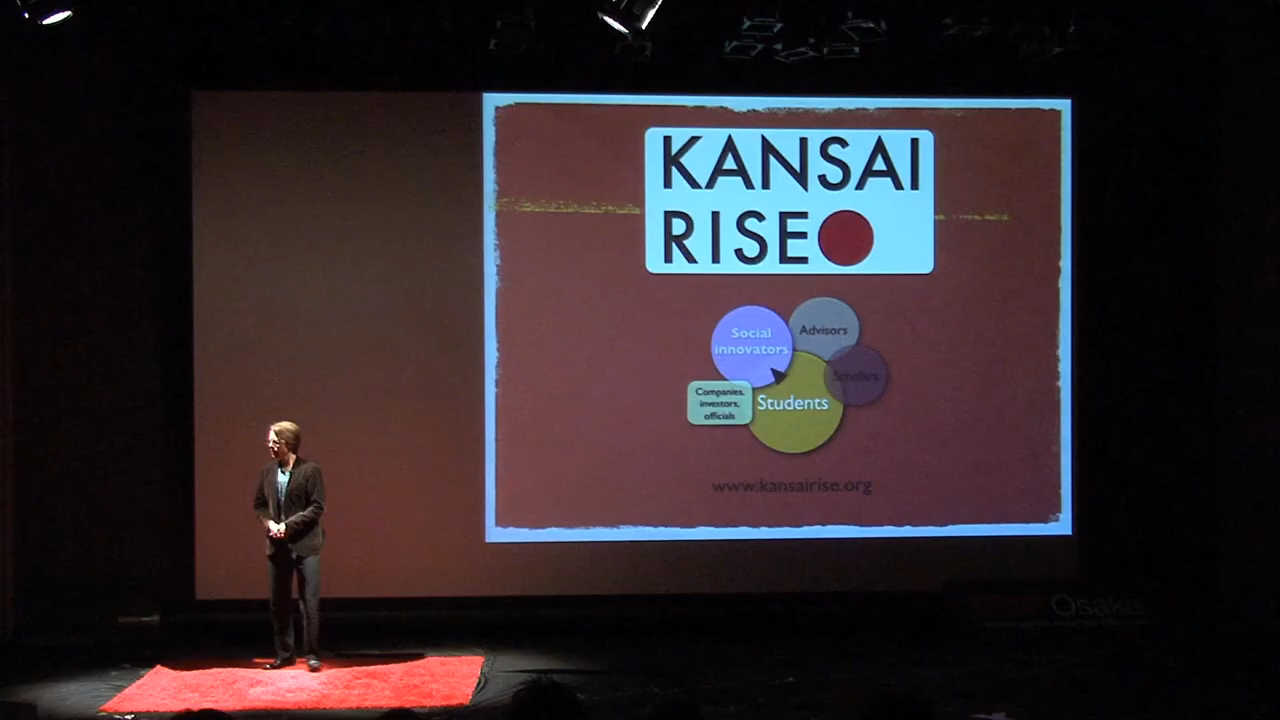 KANSAI
RISE
Social
innovators
Advisors
Scholars
Companies,
investors,
officials
Students
www.kansairise.org
Osaka